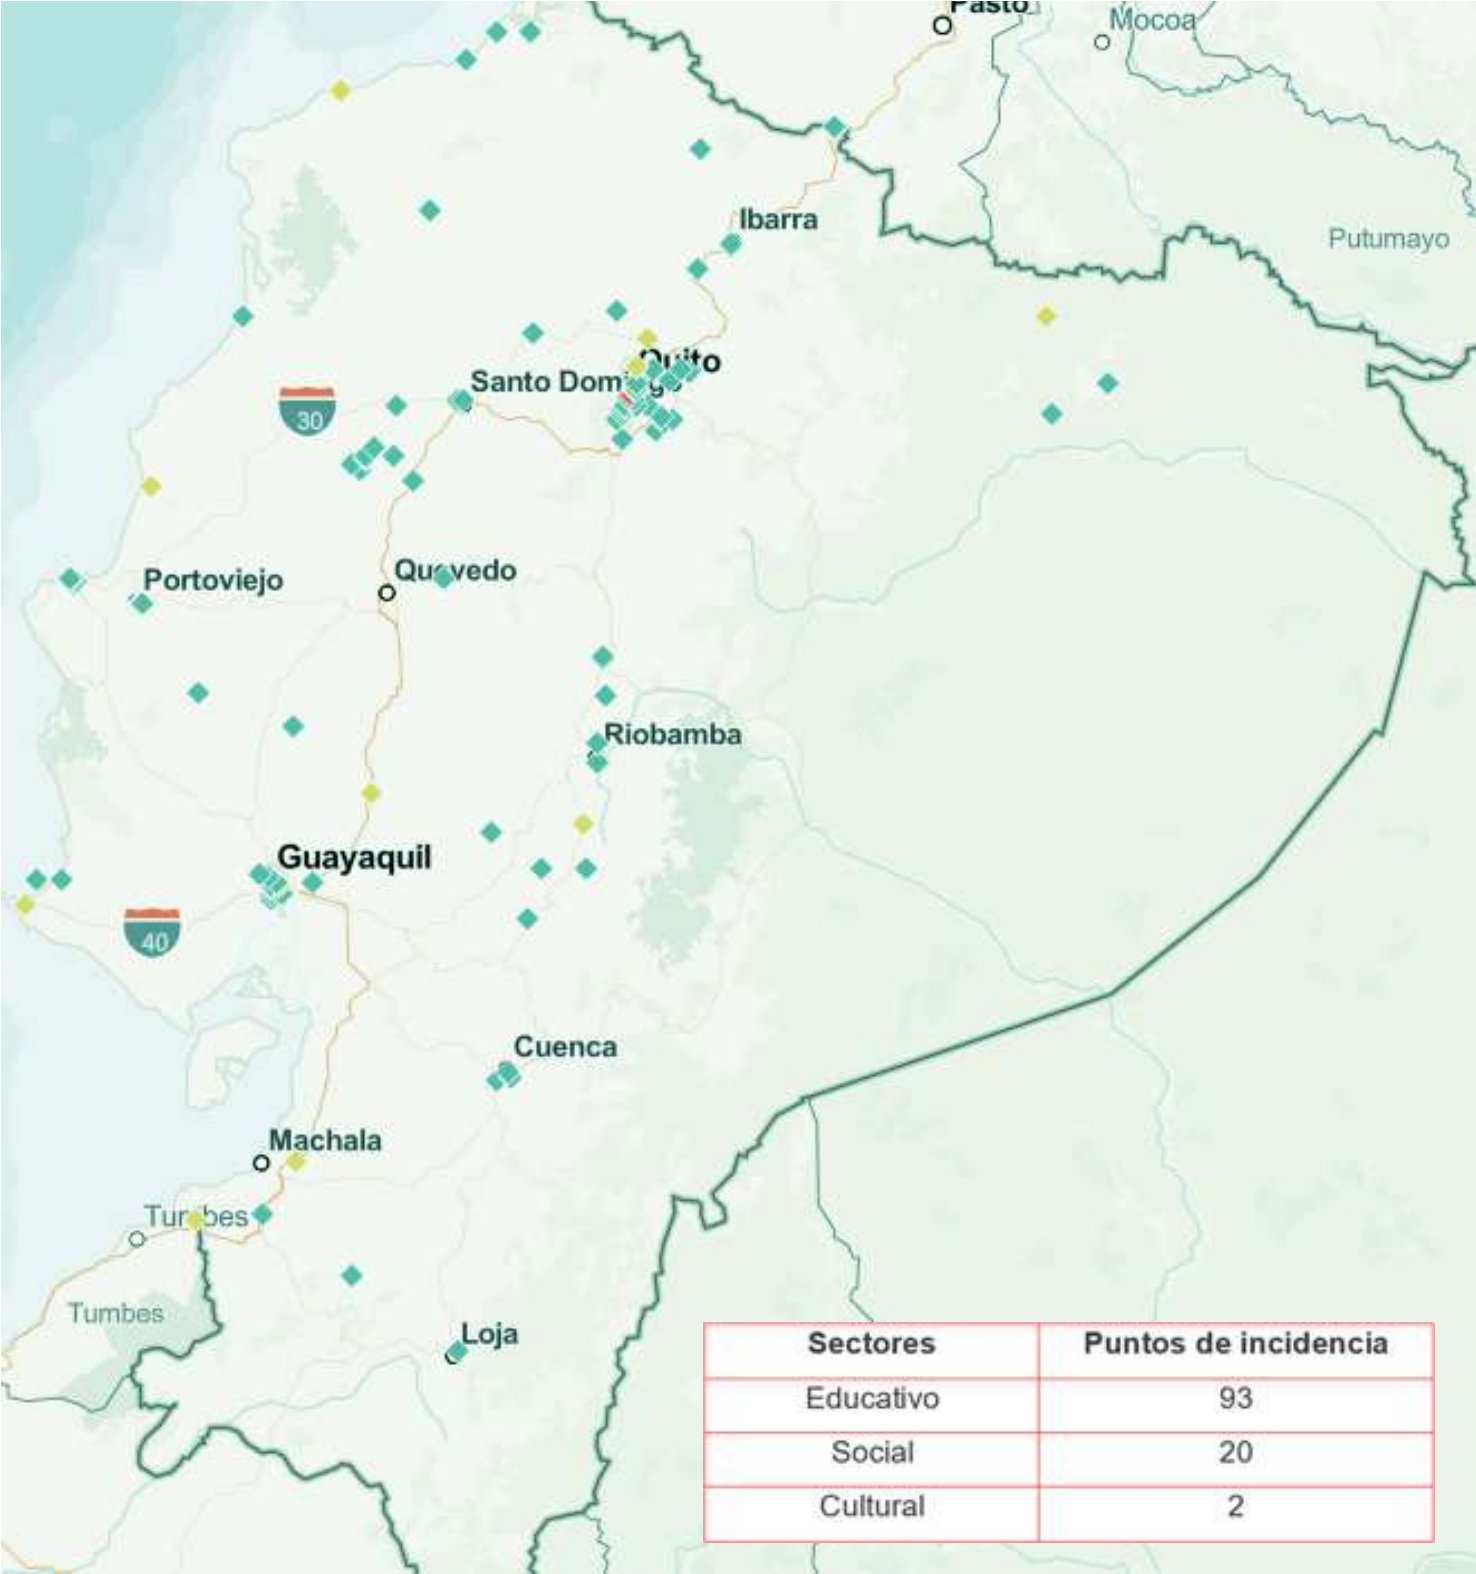 Pasto
Mocoa
Ibarra
Putumayo
Quito
Santo Domingo
30
Portoviejo
Quevedo
Riobamba
Guayaquil
40
Cuenca
Machala
Tumbes
Tumbes
Loja
Sectores Puntos de incidencia
Educativo 93
Social 20
Cultural 2